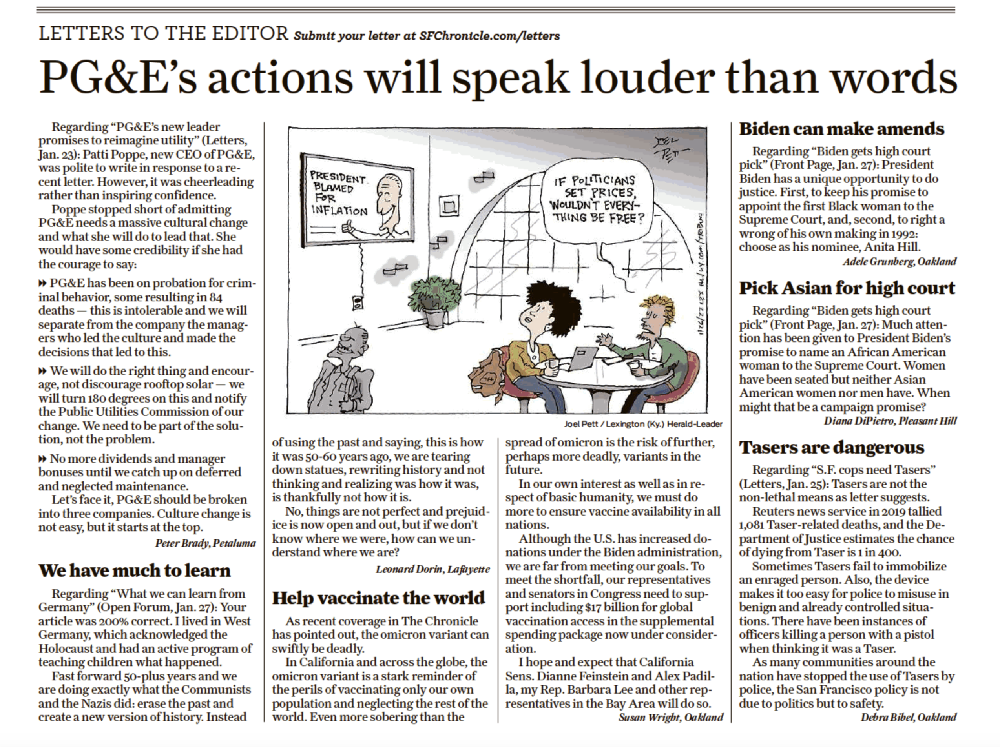 LETTERS TO THE EDITOR Submit your letter at SFChronicle.com/letters
PG&E’s actions will speak louder than words
Regarding “PG&E’s new leader
promises to reimagine utility” (Letters,
Jan. 23): Patti Poppe, new CEO of PG&E,
was polite to write in response to a re-
cent letter. However, it was cheerleading
rather than inspiring confidence.
Poppe stopped short of admitting
PG&E needs a massive cultural change
and what she will do to lead that. She
would have some credibility if she had
the courage to say:
» PG&E has been on probation for crim-
inal behavior, some resulting in 84
deaths — this is intolerable and we will
separate from the company the manag-
ers who led the culture and made the
decisions that led to this.
» We will do the right thing and encour-
age, not discourage rooftop solar — we
will turn 180 degrees on this and notify
the Public Utilities Commission of our
change. We need to be part of the solu-
tion, not the problem.
» No more dividends and manager
bonuses until we catch up on deferred
and neglected maintenance.
Let’s face it, PG&E should be broken
into three companies. Culture change is
not easy, but it starts at the top.
Peter Brady, Petaluma
We have much to learn
Regarding “What we can learn from
Germany” (Open Forum, Jan. 27): Your
article was 200% correct. I lived in West
Germany, which acknowledged the
Holocaust and had an active program of
teaching children what happened.
Fast forward 50-plus years and we
are doing exactly what the Communists
and the Nazis did: erase the past and
create a new version of history. Instead
PRESIDENT
BLAMED
FOR
INFLATION
JOEL
PETT
IF POLITICIANS
SET PRICES,
WOULDN'T EVERY-
THING BE FREE?
1/26/22 LEX HL/KY.COM/TRIBUNE
Joel Pett / Lexington (Ky.) Herald-Leader
of using the past and saying, this is how
it was 50-60 years ago, we are tearing
down statues, rewriting history and not
thinking and realizing was how it was,
is thankfully not how it is.
No, things are not perfect and prejud-
ice is now open and out, but if we don’t
know where we were, how can we un-
derstand where we are?
Leonard Dorin, Lafayette
Help vaccinate the world
As recent coverage in The Chronicle
has pointed out, the omicron variant can
swiftly be deadly.
In California and across the globe, the
omicron variant is a stark reminder of
the perils of vaccinating only our own
population and neglecting the rest of the
world. Even more sobering than the
spread of omicron is the risk of further,
perhaps more deadly, variants in the
future.
In our own interest as well as in re-
spect of basic humanity, we must do
more to ensure vaccine availability in all
nations.
Although the U.S. has increased do-
nations under the Biden administration,
we are far from meeting our goals. To
meet the shortfall, our representatives
and senators in Congress need to sup-
port including $17 billion for global
vaccination access in the supplemental
spending package now under consider-
ation.
I hope and expect that California
Sens. Dianne Feinstein and Alex Padil-
la, my Rep. Barbara Lee and other rep-
resentatives in the Bay Area will do so.
Susan Wright, Oakland
Biden can make amends
Regarding “Biden gets high court
pick” (Front Page, Jan. 27): President
Biden has a unique opportunity to do
justice. First, to keep his promise to
appoint the first Black woman to the
Supreme Court, and, second, to right a
wrong of his own making in 1992:
choose as his nominee, Anita Hill.
Adele Grunberg, Oakland
Pick Asian for high court
Regarding “Biden gets high court
pick” (Front Page, Jan. 27): Much atten-
tion has been given to President Biden’s
promise to name an African American
woman to the Supreme Court. Women
have been seated but neither Asian
American women nor men have. When
might that be a campaign promise?
Diana DiPietro, Pleasant Hill
Tasers are dangerous
Regarding “S.F. cops need Tasers”
(Letters, Jan. 25): Tasers are not the
non-lethal means as letter suggests.
Reuters news service in 2019 tallied
1,081 Taser-related deaths, and the De-
partment of Justice estimates the chance
of dying from Taser is 1 in 400.
Sometimes Tasers fail to immobilize
an enraged person. Also, the device
makes it too easy for police to misuse in
benign and already controlled situa-
tions. There have been instances of
officers killing a person with a pistol
when thinking it was a Taser.
As many communities around the
nation have stopped the use of Tasers by
police, the San Francisco policy is not
due to politics but to safety.
Debra Bibel, Oakland